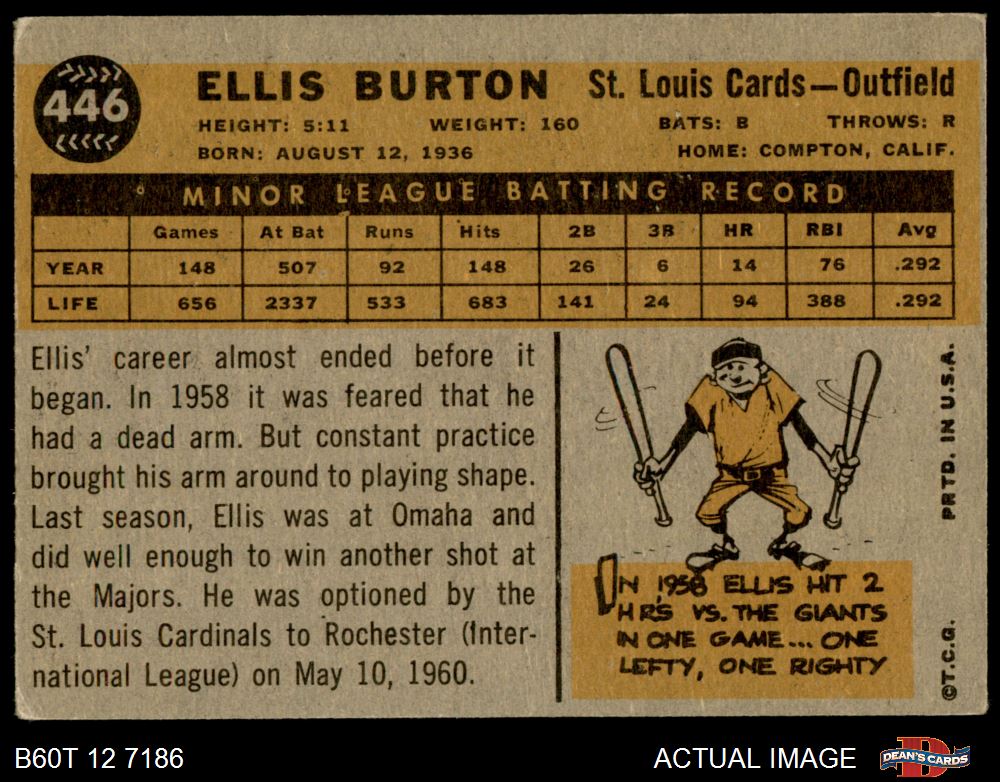 446
ELLIS BURTON St. Louis Cards—Outfield
HEIGHT: 5:11 WEIGHT: 160 BATS: B THROWS: R
BORN: AUGUST 12, 1936 HOME: COMPTON, CALIF.
MINOR LEAGUE BATTING RECORD
Games At Bat Runs Hits 2B 3B HR RBI Avg
YEAR 148 507 92 148 26 6 14 76 .292
LIFE 656 2337 533 683 141 24 94 388 .292
Ellis' career almost ended before it
began. In 1958 it was feared that he
had a dead arm. But constant practice
brought his arm around to playing shape.
Last season, Ellis was at Omaha and
did well enough to win another shot at
the Majors. He was optioned by the
St. Louis Cardinals to Rochester (Inter-
national League) on May 10, 1960.
IN 1958 ELLIS HIT 2
HRS VS. THE GIANTS
IN ONE GAME... ONE
LEFTY, ONE RIGHTY
©T.C.G. PRTD. IN U.S.A.
B60T 12 7186 ACTUAL IMAGE DEAN'S CARDS